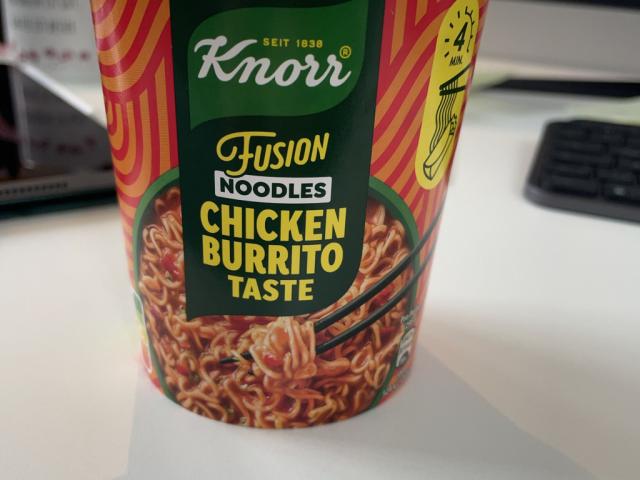 SEIT 1838
Knorr®
4
MIN.
FUSION
NOODLES
CHICKEN
BURRITO
TASTE